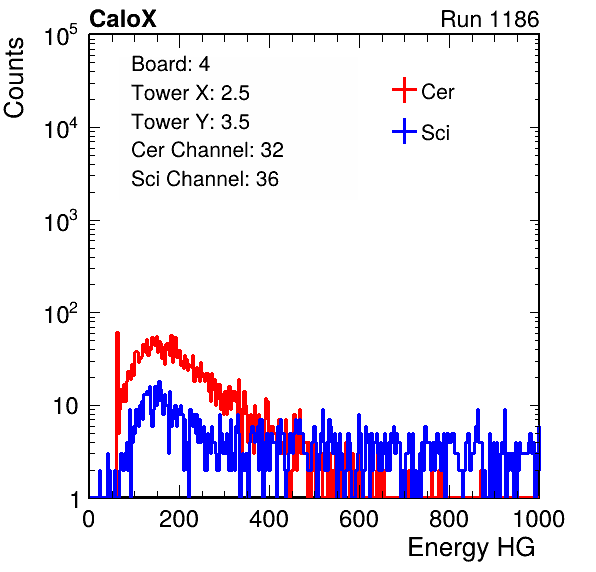 CaloX Run 1186
Counts
10^5
10^4
10^3
10^2
10
1
Board: 4
Tower X: 2.5
Tower Y: 3.5
Cer Channel: 32
Sci Channel: 36
Cer
Sci
0 200 400 600 800 1000
Energy HG